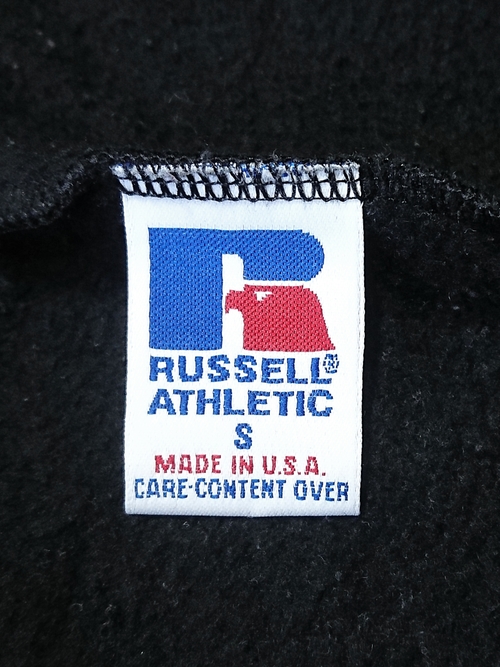 RUSSELL®
ATHLETIC
S
MADE IN U.S.A.
CARE-CONTENT OVER